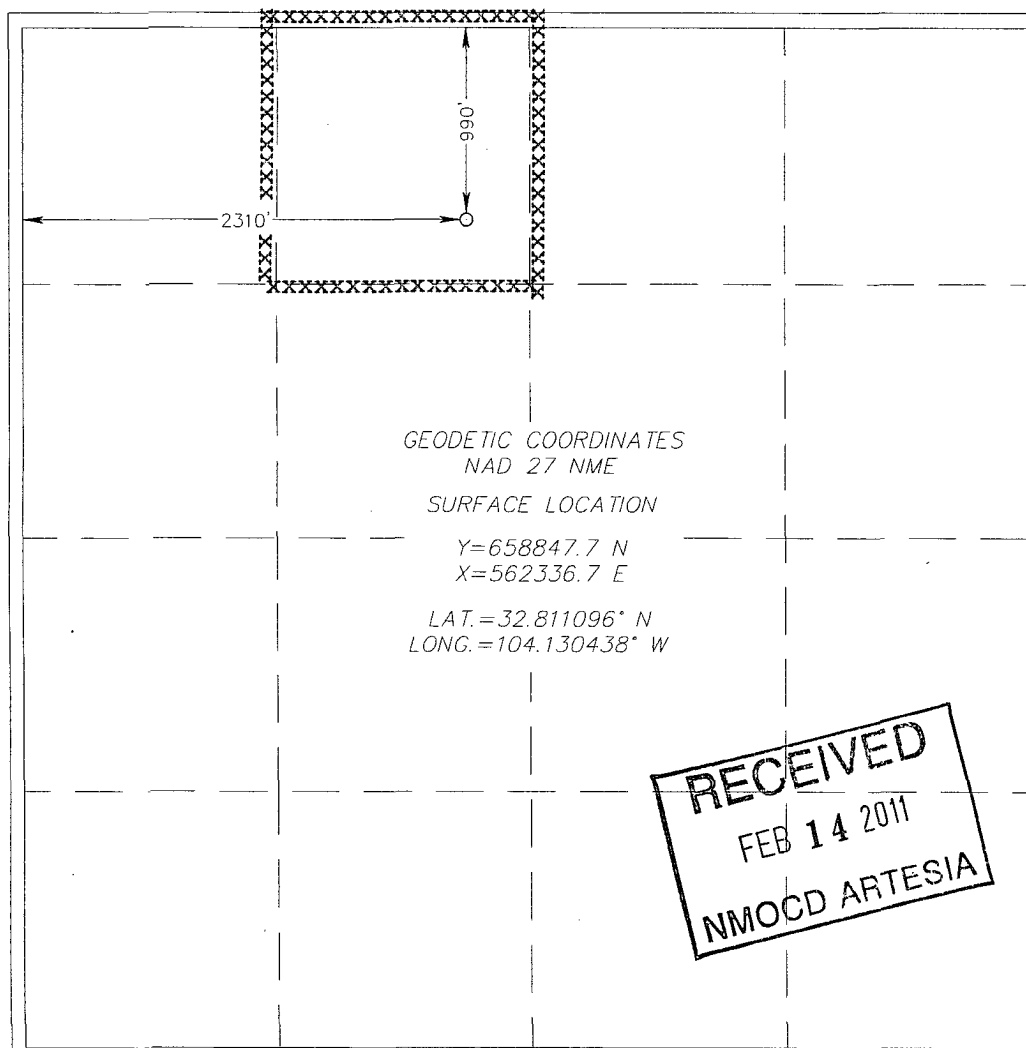 990'
2310'
GEODETIC COORDINATES
NAD 27 NME
SURFACE LOCATION
Y=658847.7 N
X=562336.7 E
LAT.=32.811096° N
LONG.=104.130438° W
RECEIVED
FEB 14 2011
NMOCD ARTESIA